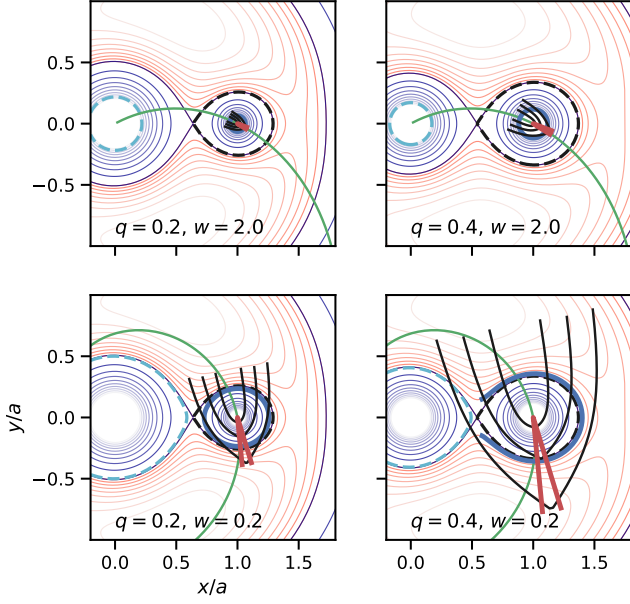 0.5
0.0
−0.5
q = 0.2, w = 2.0
q = 0.4, w = 2.0
y/a
0.5
0.0
−0.5
q = 0.2, w = 0.2
q = 0.4, w = 0.2
0.0 0.5 1.0 1.5
0.0 0.5 1.0 1.5
x/a